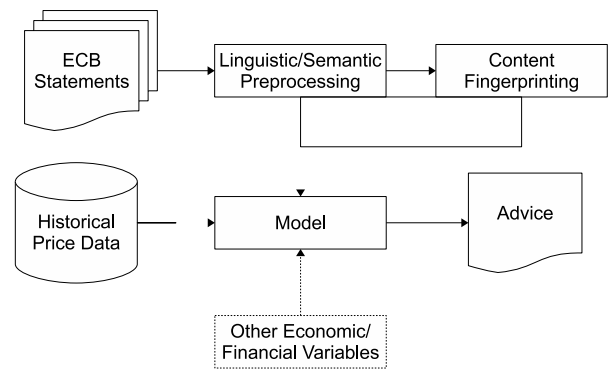 ECB
Statements
Linguistic/Semantic
Preprocessing
Content
Fingerprinting
Historical
Price Data
Model
Advice
Other Economic/
Financial Variables